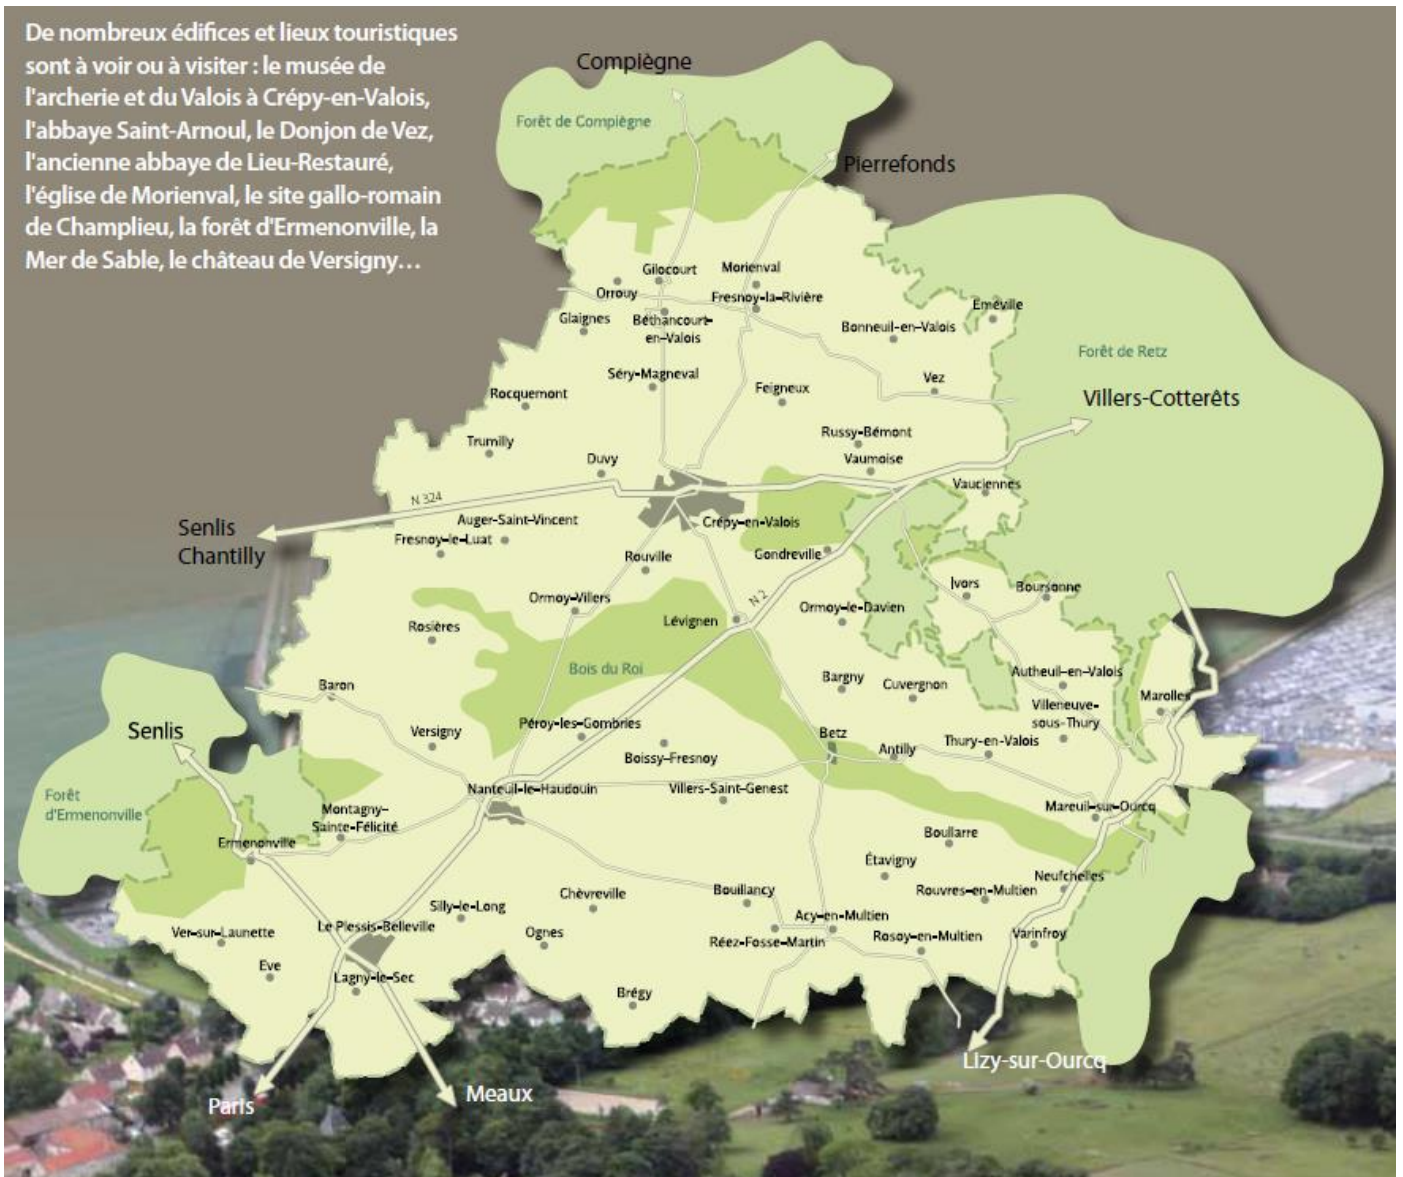 De nombreux édifices et lieux touristiques
sont à voir ou à visiter : le musée de
l'archerie et du Valois à Crépy-en-Valois,
l'abbaye Saint-Arnoul, le Donjon de Vez,
l'ancienne abbaye de Lieu-Restauré,
l'église de Morienval, le site gallo-romain
de Champlieu, la forêt d'Ermenonville, la
Mer de Sable, le château de Versigny...
Compiègne
Forêt de Compiègne
Pierrefonds
Gilocourt
Morienval
Orrouy
Fresnoy-la-Rivière
Eméville
Glaignes
Béthancourt-
en-Valois
Bonneuil-en-Valois
Forêt de Retz
Séry-Magneval
Feigneux
Vez
Villers-Cotterêts
Rocquemont
Trumilly
Russy-Bémont
Duvy
Vaumoise
Vauciennes
N 324
Senlis
Chantilly
Auger-Saint-Vincent
Crépy-en-Valois
Fresnoy-le-Luat
Rouville
Gondreville
Ivors
Boursonne
Ormoy-Villers
N 2
Ormoy-le-Davien
Rosières
Lévignen
Bois du Roi
Baron
Bargny
Cuvergnon
Autheuil-en-Valois
Marolles
Villeneuve-
sous-Thury
Senlis
Versigny
Péroy-les-Gombries
Boissy-Fresnoy
Betz
Antilly
Thury-en-Valois
Nanteuil-le-Haudouin
Villers-Saint-Genest
Forêt
d'Ermenonville
Montagny-
Sainte-Félicité
Mareuil-sur-Ourcq
Ermenonville
Boullarre
Étavigny
Neufchelles
Chèvreville
Bouillancy
Rouvres-en-Multien
Silly-le-Long
Le Plessis-Belleville
Acy-en-Multien
Ver-sur-Launette
Ognes
Réez-Fosse-Martin
Rosoy-en-Multien
Varinfroy
Eve
Lagny-le-Sec
Brégy
Lizy-sur-Ourcq
Meaux
Paris